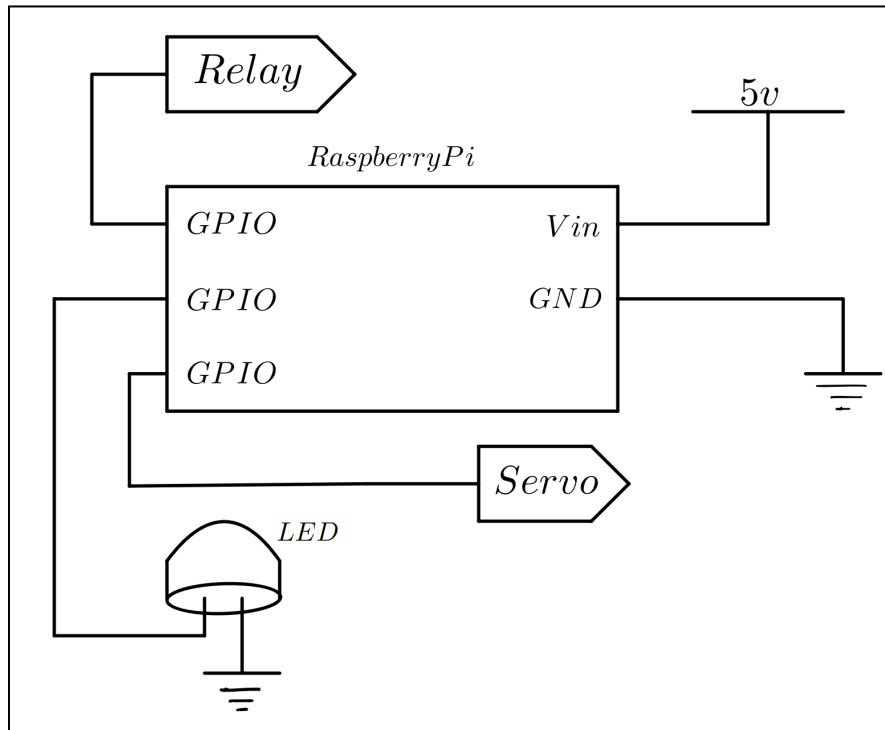 Relay
5v
RaspberryPi
GPIO
Vin
GPIO
GND
GPIO
Servo
LED